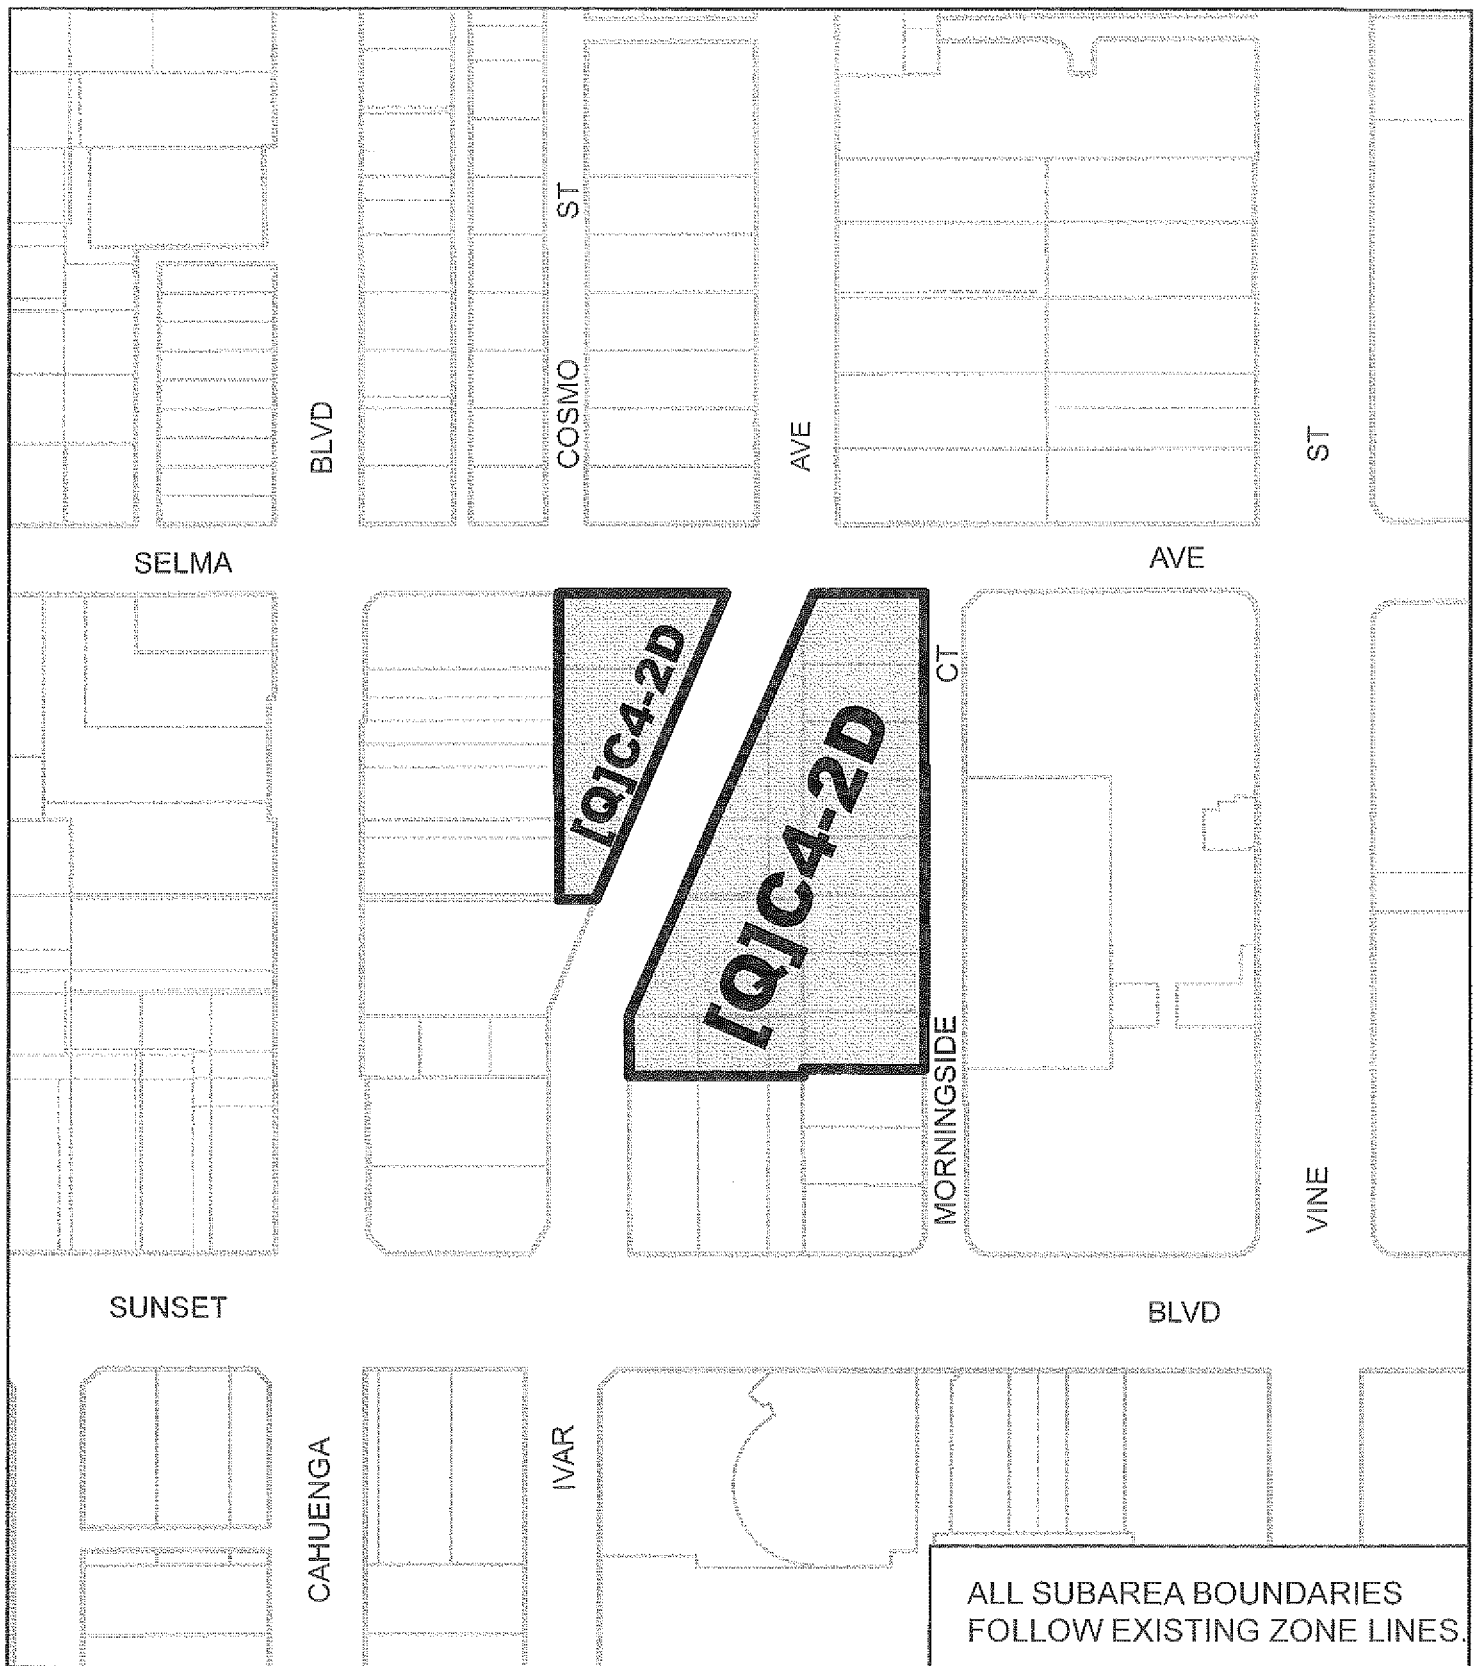 ST
COSMO
BLVD
AVE
ST
SELMA
AVE
[Q]C4-2D
CT
[Q]C4-2D
MORNINGSIDE
VINE
SUNSET
BLVD
CAHUENGA
IVAR
ALL SUBAREA BOUNDARIES
FOLLOW EXISTING ZONE LINES.